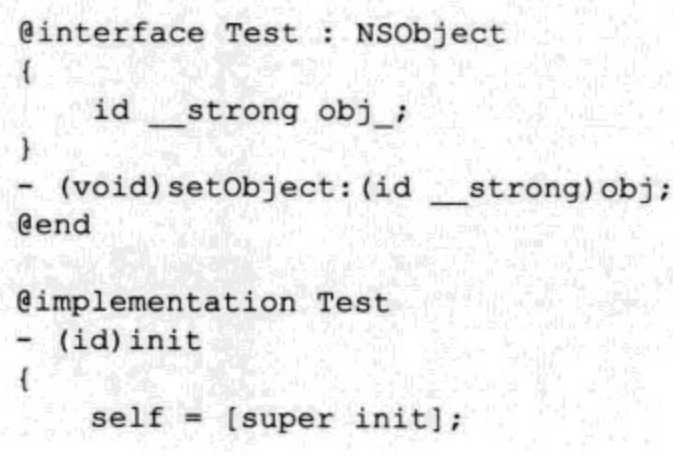 @interface Test : NSObject
{
    id __strong obj_;
}
- (void)setObject:(id __strong)obj;
@end

@implementation Test
- (id)init
{
    self = [super init];